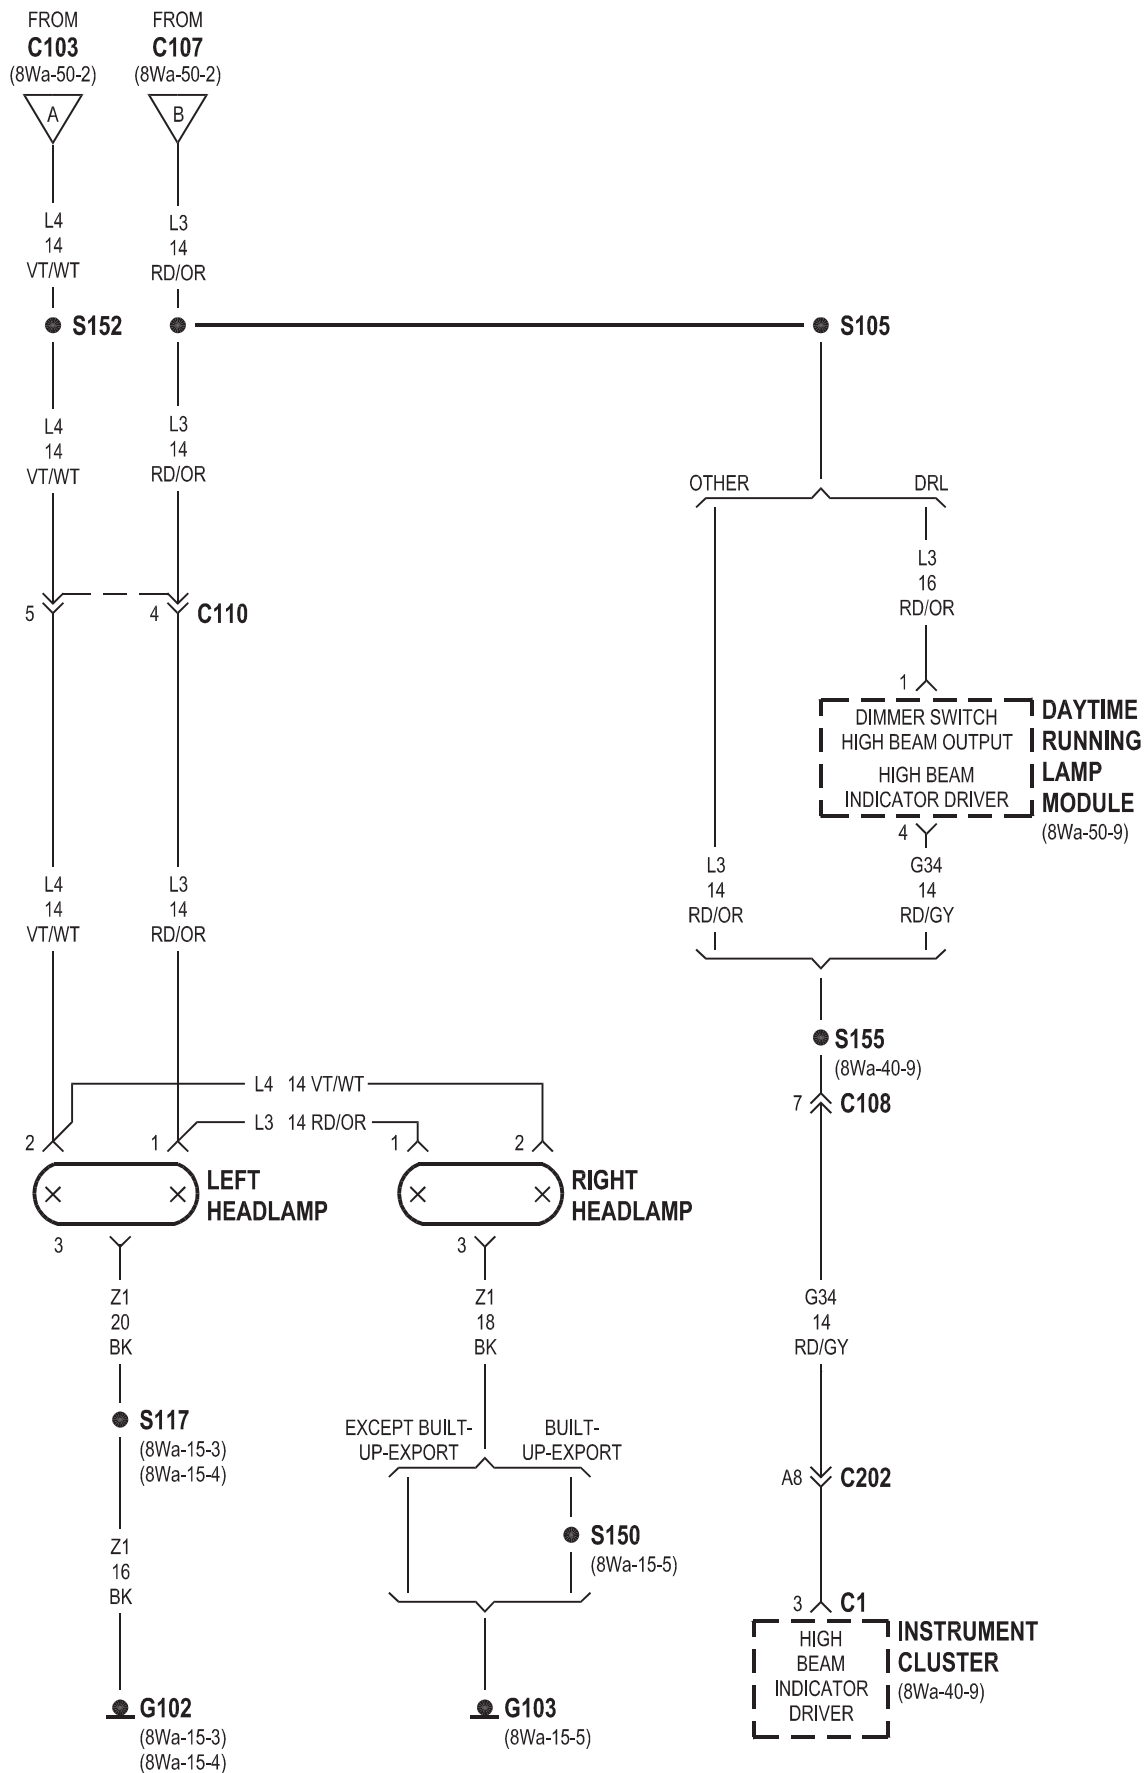 FROM
C103
(8Wa-50-2)
A
FROM
C107
(8Wa-50-2)
B
L4
14
VT/WT
L3
14
RD/OR
S152
S105
L4
14
VT/WT
L3
14
RD/OR
OTHER
DRL
L3
16
RD/OR
5
4
C110
1
DIMMER SWITCH
HIGH BEAM OUTPUT
HIGH BEAM
INDICATOR DRIVER
DAYTIME
RUNNING
LAMP
MODULE
(8Wa-50-9)
4
L4
14
VT/WT
L3
14
RD/OR
L3
14
RD/OR
G34
14
RD/GY
S155
(8Wa-40-9)
7
C108
L4 14 VT/WT
L3 14 RD/OR
2
1
1
2
LEFT
HEADLAMP
RIGHT
HEADLAMP
3
3
Z1
20
BK
Z1
18
BK
G34
14
RD/GY
S117
(8Wa-15-3)
(8Wa-15-4)
EXCEPT BUILT-
UP-EXPORT
BUILT-
UP-EXPORT
A8
C202
S150
(8Wa-15-5)
Z1
16
BK
3
C1
HIGH
BEAM
INDICATOR
DRIVER
INSTRUMENT
CLUSTER
(8Wa-40-9)
G102
(8Wa-15-3)
(8Wa-15-4)
G103
(8Wa-15-5)